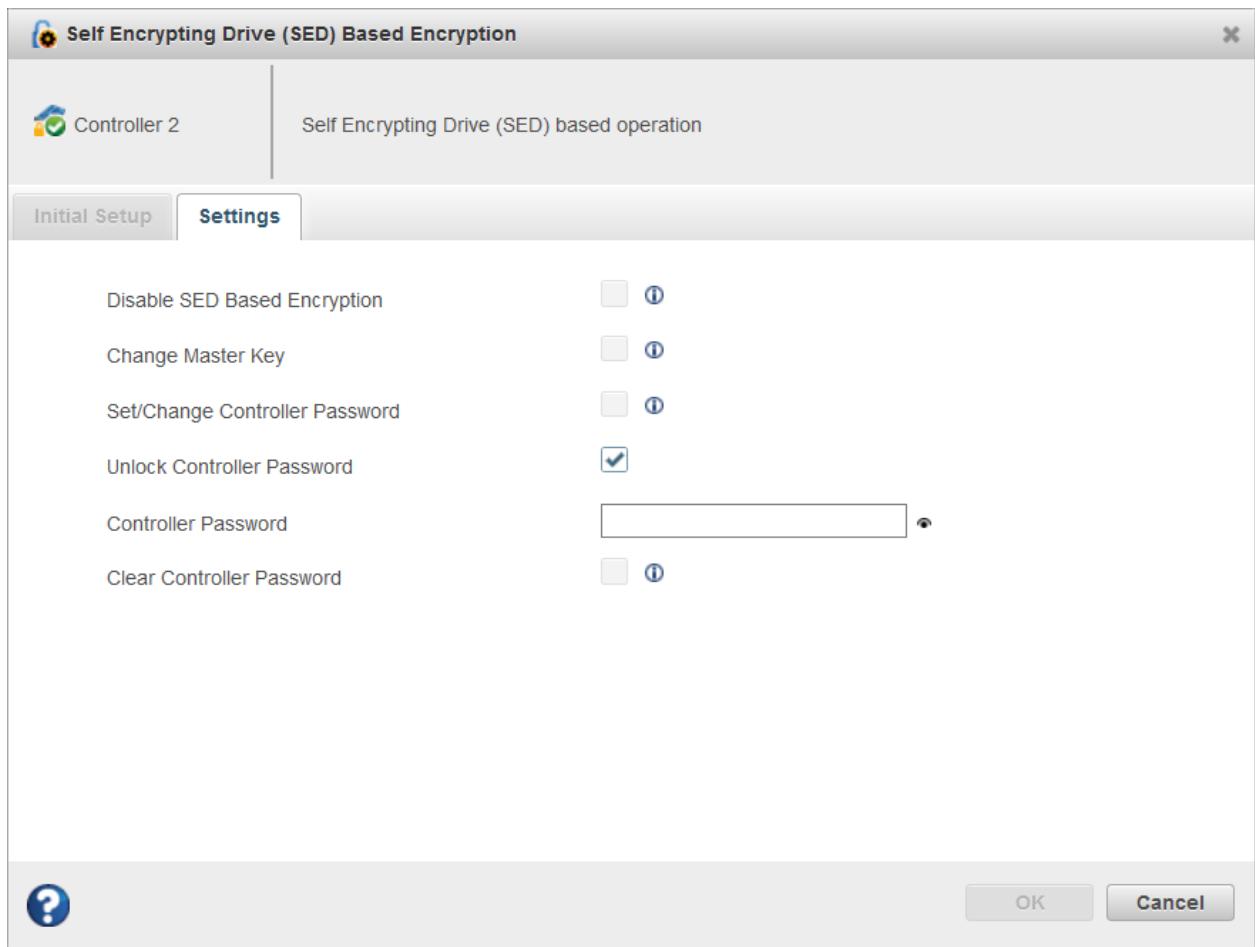 Self Encrypting Drive (SED) Based Encryption
Controller 2
Self Encrypting Drive (SED) based operation
Initial Setup
Settings
Disable SED Based Encryption
Change Master Key
Set/Change Controller Password
Unlock Controller Password
Controller Password
Clear Controller Password
?
OK
Cancel